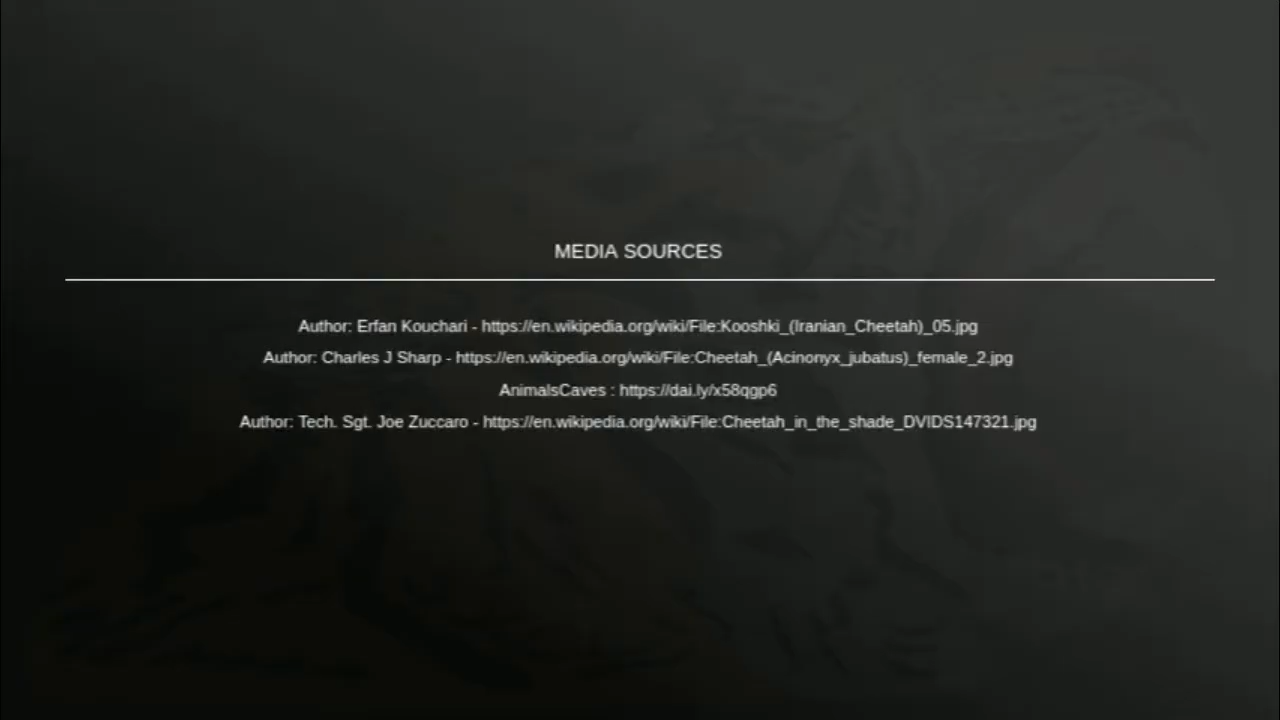 MEDIA SOURCES
Author: Erfan Kouchari - https://en.wikipedia.org/wiki/File:Kooshki_(Iranian_Cheetah)_05.jpg
Author: Charles J Sharp - https://en.wikipedia.org/wiki/File:Cheetah_(Acinonyx_jubatus)_female_2.jpg
AnimalsCaves : https://dai.ly/x58qgp6
Author: Tech. Sgt. Joe Zuccaro - https://en.wikipedia.org/wiki/File:Cheetah_in_the_shade_DVIDS147321.jpg